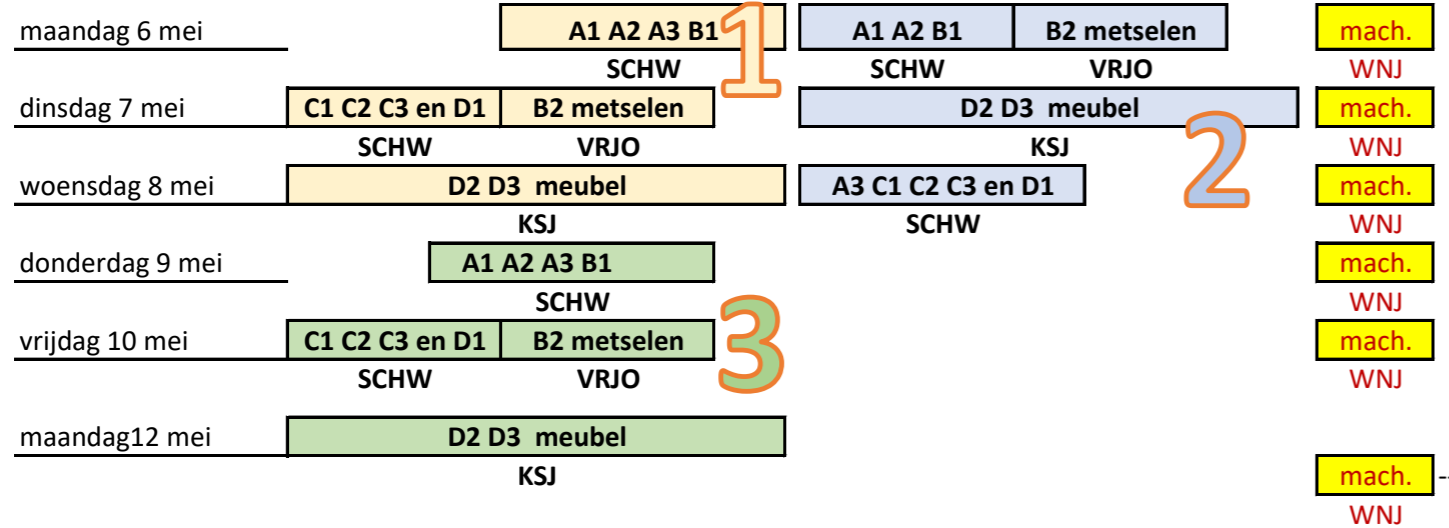 maandag 6 mei A1 A2 A3 B1 A1 A2 B1 B2 metselen mach.
SCHW SCHW VRJO WNJ
1
dinsdag 7 mei C1 C2 C3 en D1 B2 metselen D2 D3 meubel mach.
SCHW VRJO KSJ WNJ
2
woensdag 8 mei D2 D3 meubel A3 C1 C2 C3 en D1 mach.
KSJ SCHW WNJ
donderdag 9 mei A1 A2 A3 B1 mach.
SCHW WNJ
3
vrijdag 10 mei C1 C2 C3 en D1 B2 metselen mach.
SCHW VRJO WNJ
maandag12 mei D2 D3 meubel
KSJ mach. --
WNJ